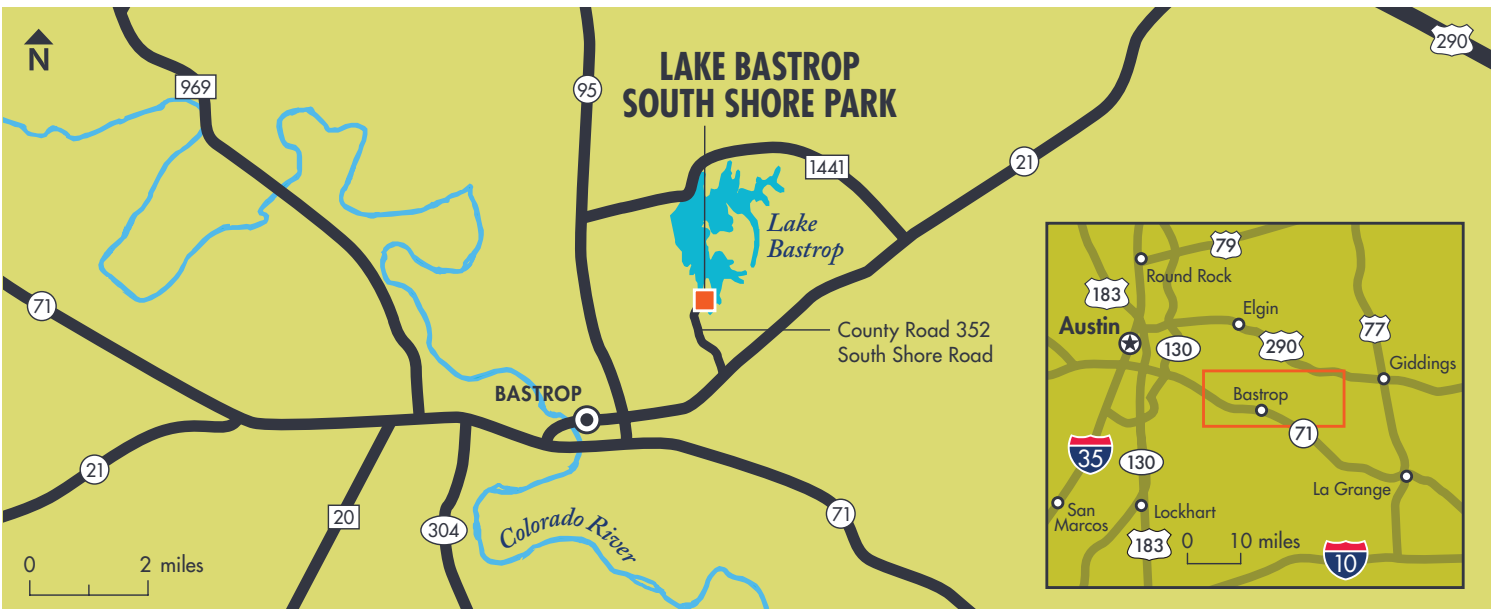 N
969
95
LAKE BASTROP
SOUTH SHORE PARK
290
1441
21
Lake
Bastrop
71
County Road 352
South Shore Road
BASTROP
21
20
304
Colorado River
71
0 2 miles
79
Round Rock
183
Elgin
Austin
130
290
77
Giddings
Bastrop
71
35
130
La Grange
San
Marcos
Lockhart
183
0 10 miles
10